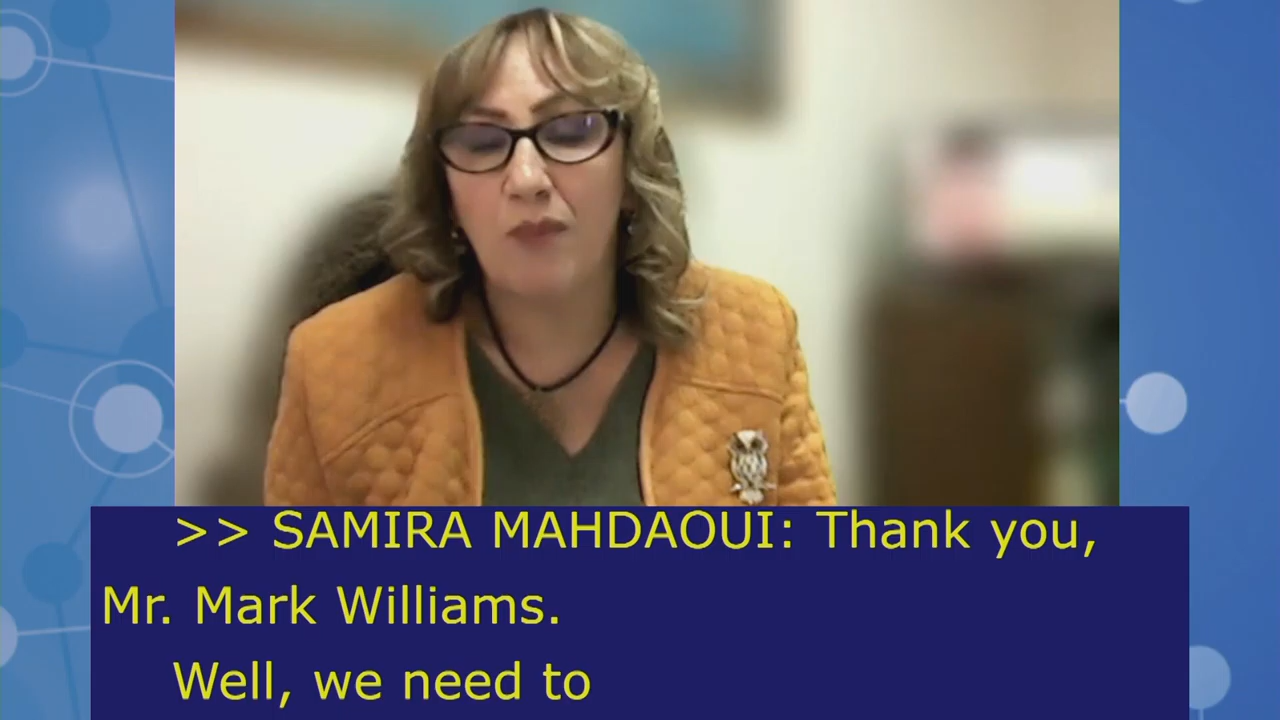 >> SAMIRA MAHDAOUI: Thank you,
Mr. Mark Williams.
Well, we need to